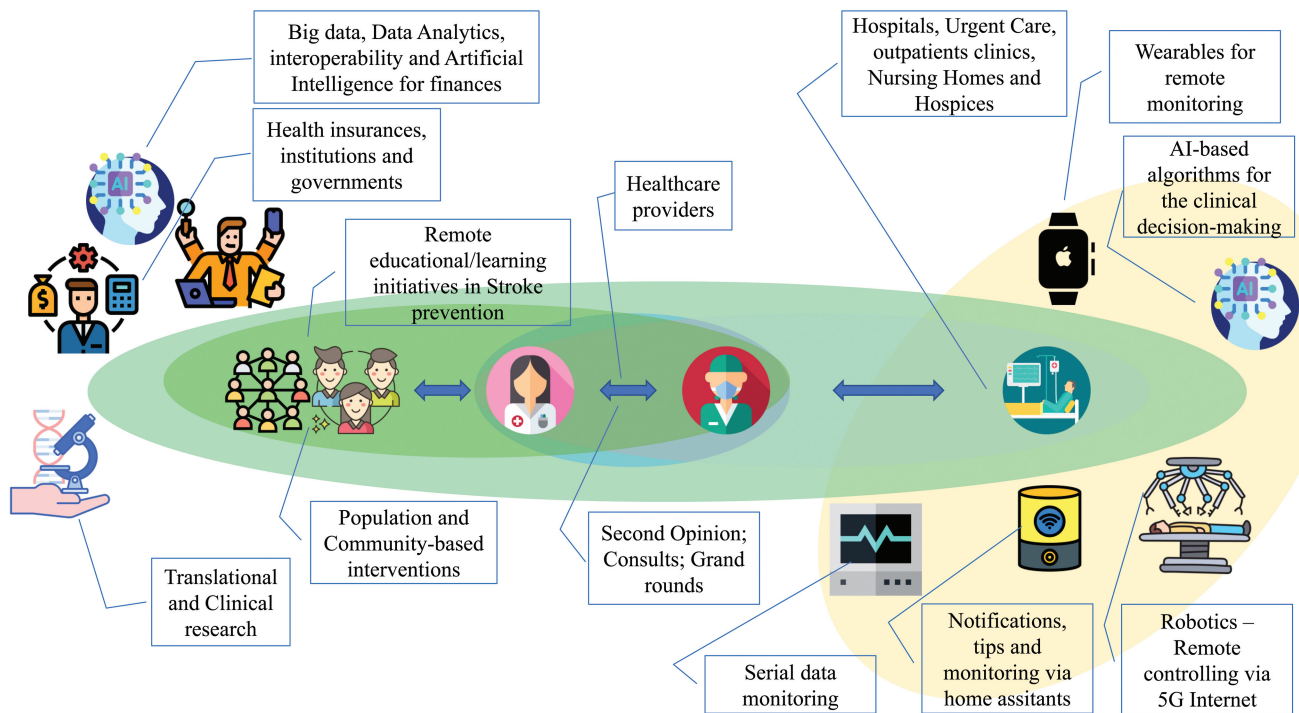 Big data, Data Analytics,
interoperability and Artificial
Intelligence for finances
Health insurances,
institutions and
governments
Remote
educational/learning
initiatives in Stroke
prevention
Healthcare
providers
Hospitals, Urgent Care,
outpatients clinics,
Nursing Homes and
Hospices
Wearables for
remote
monitoring
AI-based
algorithms for
the clinical
decision-making
AI
AI
$
Translational
and Clinical
research
Population and
Community-based
interventions
Second Opinion;
Consults; Grand
rounds
Serial data
monitoring
Notifications,
tips and
monitoring via
home assitants
Robotics –
Remote
controlling via
5G Internet